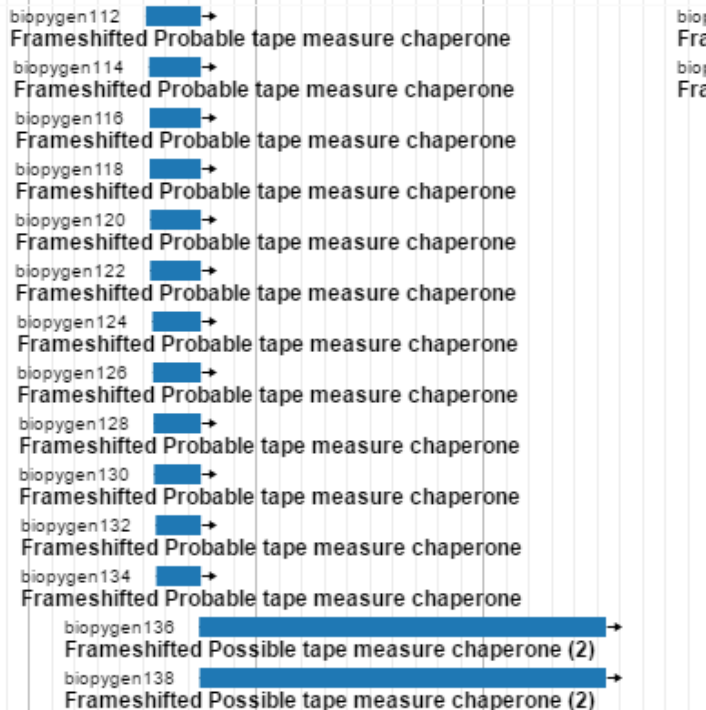 biopygen112
Frameshifted Probable tape measure chaperone
biopygen114
Frameshifted Probable tape measure chaperone
biopygen116
Frameshifted Probable tape measure chaperone
biopygen118
Frameshifted Probable tape measure chaperone
biopygen120
Frameshifted Probable tape measure chaperone
biopygen122
Frameshifted Probable tape measure chaperone
biopygen124
Frameshifted Probable tape measure chaperone
biopygen126
Frameshifted Probable tape measure chaperone
biopygen128
Frameshifted Probable tape measure chaperone
biopygen130
Frameshifted Probable tape measure chaperone
biopygen132
Frameshifted Probable tape measure chaperone
biopygen134
Frameshifted Probable tape measure chaperone
biopygen136
Frameshifted Possible tape measure chaperone (2)
biopygen138
Frameshifted Possible tape measure chaperone (2)
biop
Fra
biop
Fra